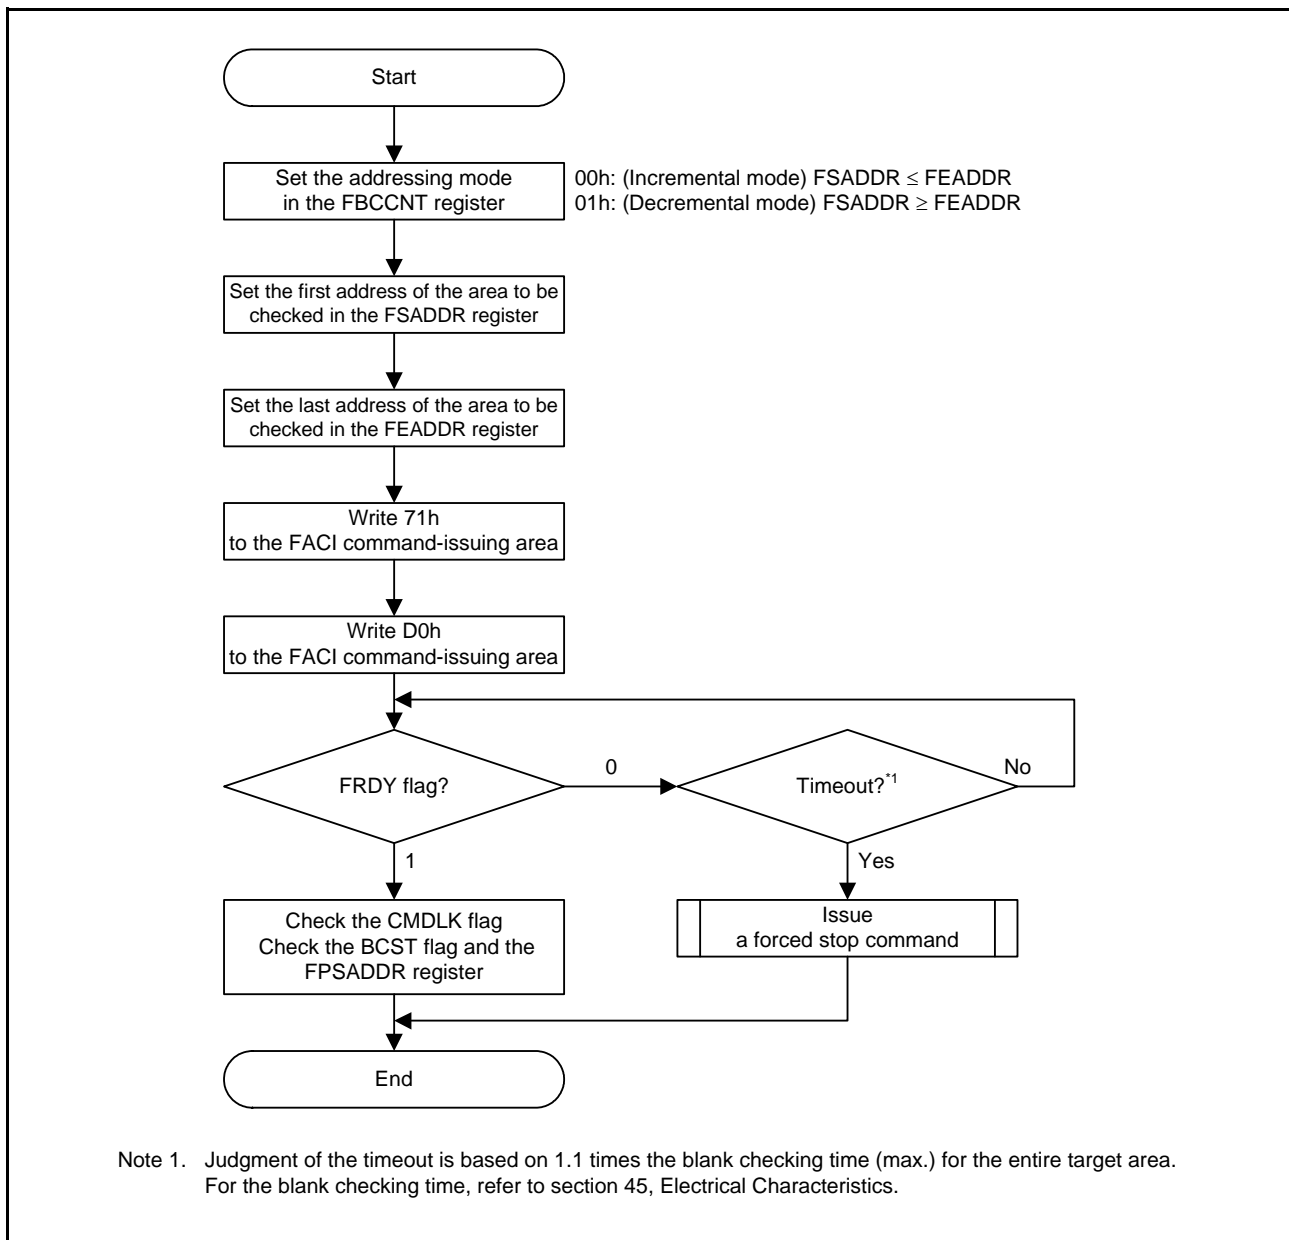 Start
Set the addressing mode
in the FBCCNT register
00h: (Incremental mode) FSADDR ≤ FEADDR
01h: (Decremental mode) FSADDR ≥ FEADDR
Set the first address of the area to be
checked in the FSADDR register
Set the last address of the area to be
checked in the FEADDR register
Write 71h
to the FACI command-issuing area
Write D0h
to the FACI command-issuing area
FRDY flag?
0
Timeout?*1
No
1
Yes
Check the CMDLK flag
Check the BCST flag and the
FPSADDR register
Issue
a forced stop command
End
Note 1. Judgment of the timeout is based on 1.1 times the blank checking time (max.) for the entire target area.
For the blank checking time, refer to section 45, Electrical Characteristics.